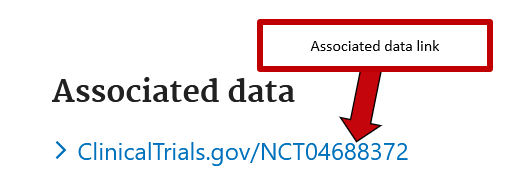 Associated data link
Associated data
ClinicalTrials.gov/NCT04688372